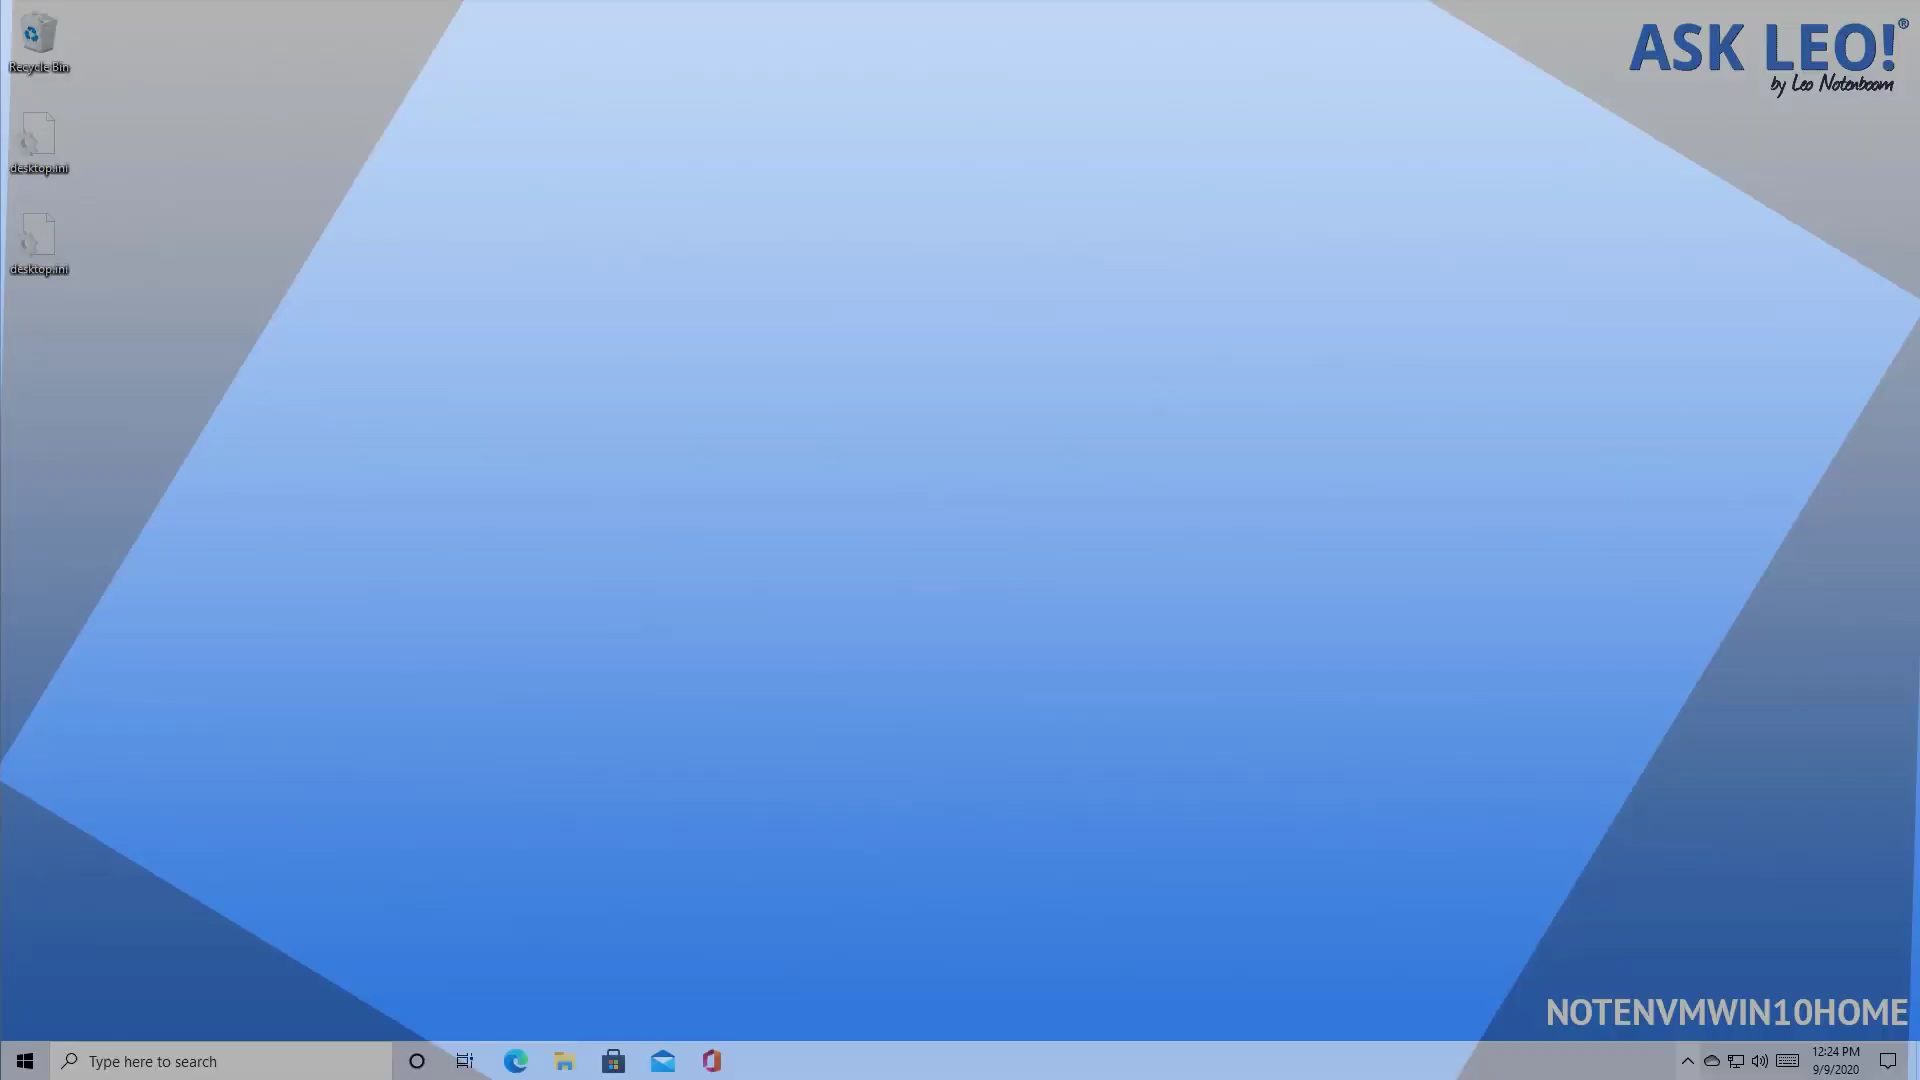 Recycle Bin
desktop.ini
desktop.ini
ASK LEO!®
by Leo Notenboom
NOTENVMWIN10HOME
Type here to search
12:24 PM
9/9/2020